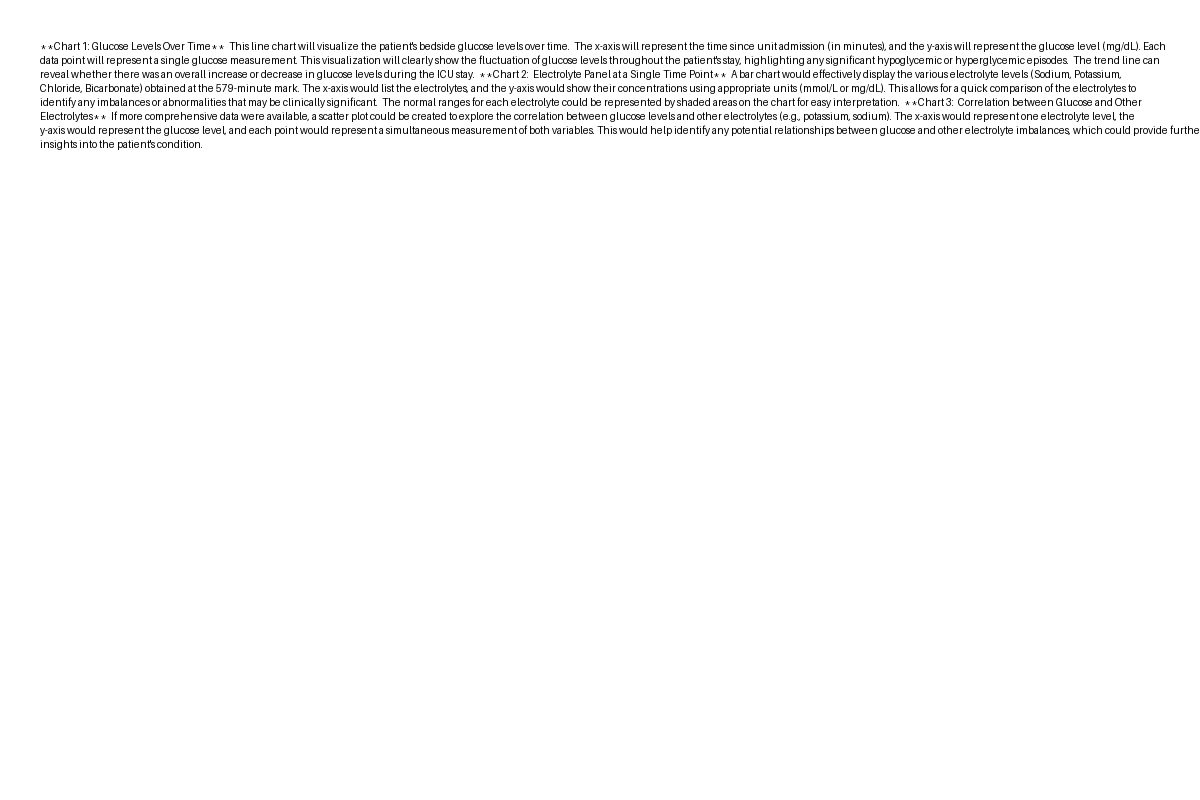 **Chart 1: Glucose Levels Over Time** This line chart will visualize the patient's bedside glucose levels over time. The x-axis will represent the time since unit admission (in minutes), and the y-axis will represent the glucose level (mg/dL). Each
data point will represent a single glucose measurement. This visualization will clearly show the fluctuation of glucose levels throughout the patient's stay, highlighting any significant hypoglycemic or hyperglycemic episodes. The trend line can
reveal whether there was an overall increase or decrease in glucose levels during the ICU stay. **Chart 2: Electrolyte Panel at a Single Time Point** A bar chart would effectively display the various electrolyte levels (Sodium, Potassium,
Chloride, Bicarbonate) obtained at the 579-minute mark. The x-axis would list the electrolytes, and the y-axis would show their concentrations using appropriate units (mmol/L or mg/dL). This allows for a quick comparison of the electrolytes to
identify any imbalances or abnormalities that may be clinically significant. The normal ranges for each electrolyte could be represented by shaded areas on the chart for easy interpretation. **Chart 3: Correlation between Glucose and Other
Electrolytes** If more comprehensive data were available, a scatter plot could be created to explore the correlation between glucose levels and other electrolytes (e.g., potassium, sodium). The x-axis would represent one electrolyte level, the
y-axis would represent the glucose level, and each point would represent a simultaneous measurement of both variables. This would help identify any potential relationships between glucose and other electrolyte imbalances, which could provide furthe
insights into the patient's condition.